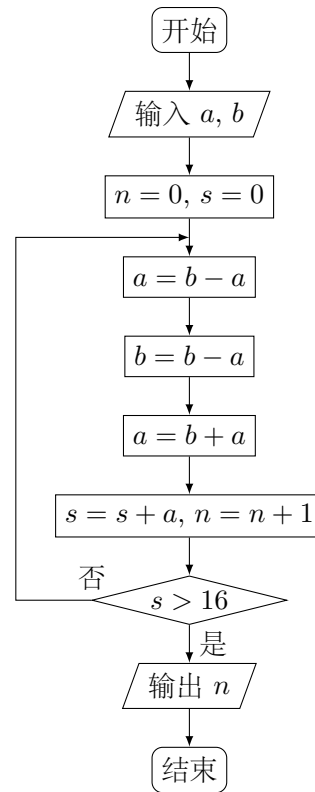 开始
输入 a, b
n = 0, s = 0
a = b − a
b = b − a
a = b + a
s = s + a, n = n + 1
否
s > 16
是
输出 n
结束